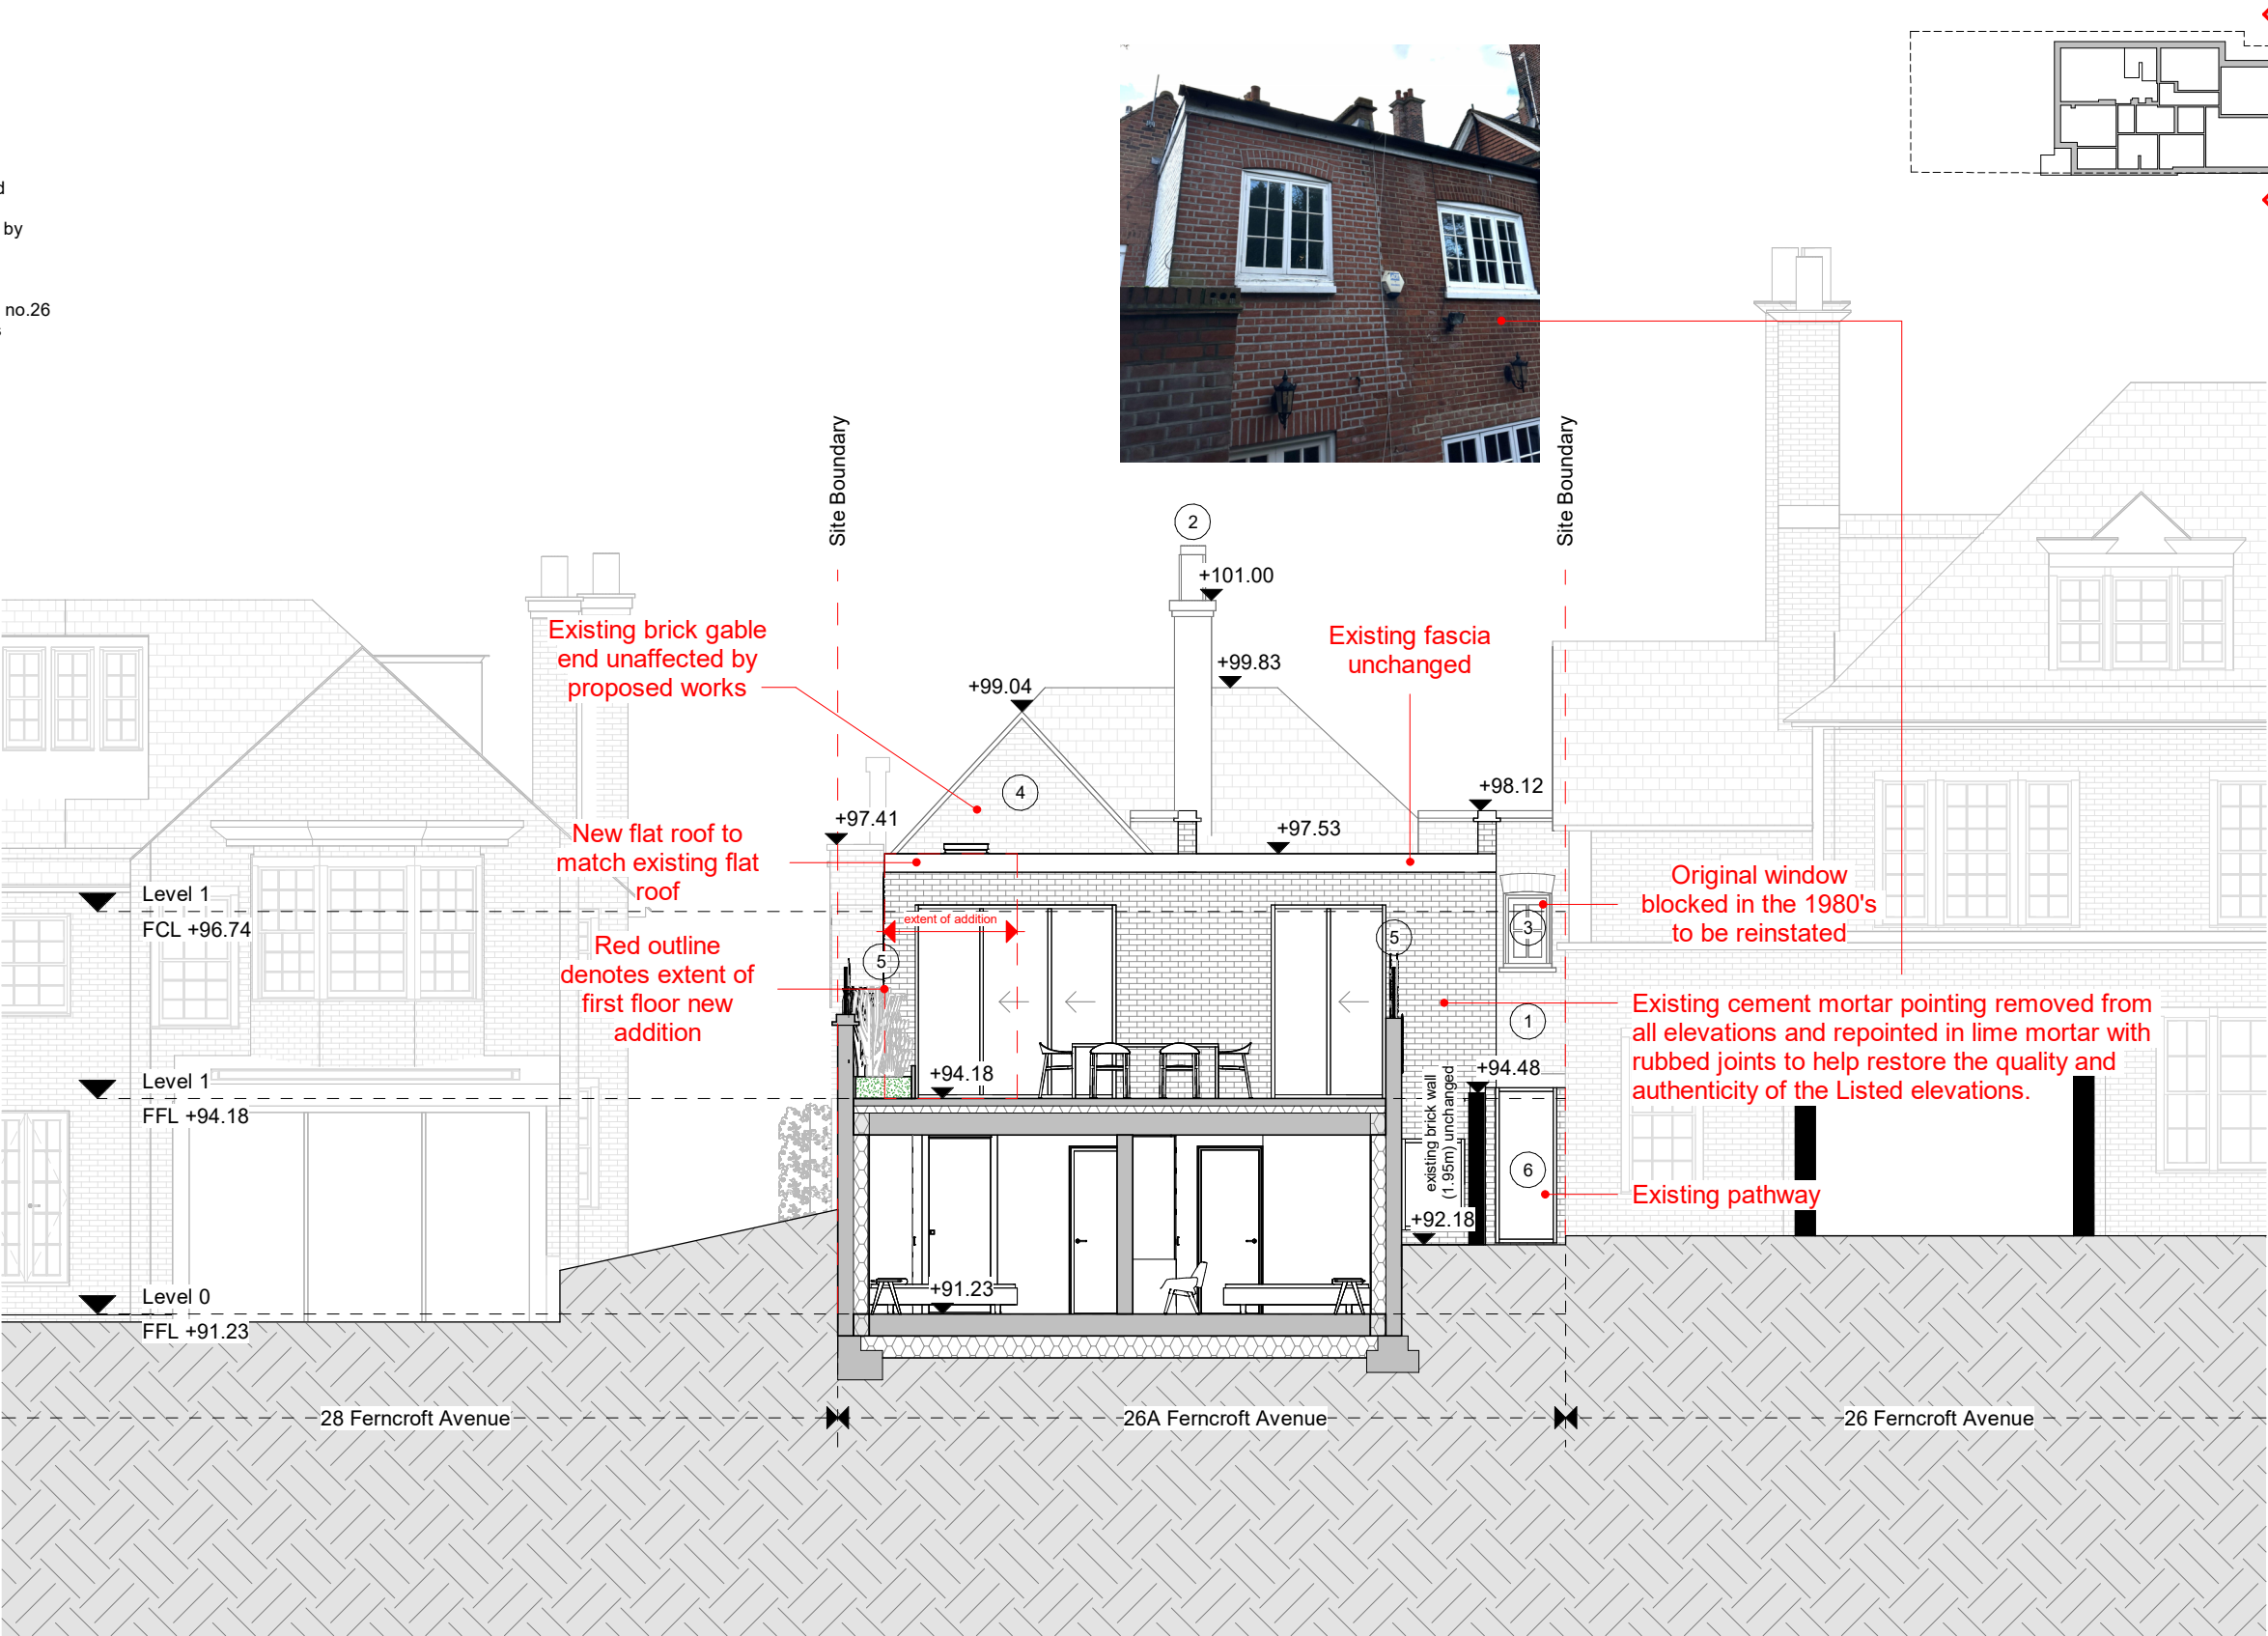 d
by
no.26
s
Site Boundary
Site Boundary
2
+101.00
Existing brick gable
end unaffected by
proposed works
Existing fascia
unchanged
+99.83
+99.04
4
+98.12
+97.41
+97.53
New flat roof to
match existing flat
roof
Original window
blocked in the 1980's
to be reinstated
Level 1
FCL +96.74
extent of addition
3
5
5
Red outline
denotes extent of
first floor new
addition
Existing cement mortar pointing removed from
all elevations and repointed in lime mortar with
rubbed joints to help restore the quality and
authenticity of the Listed elevations.
1
Level 1
FFL +94.18
+94.18
+94.48
existing brick wall
(1.95m) unchanged
6
Existing pathway
+92.18
Level 0
FFL +91.23
+91.23
28 Ferncroft Avenue
26A Ferncroft Avenue
26 Ferncroft Avenue